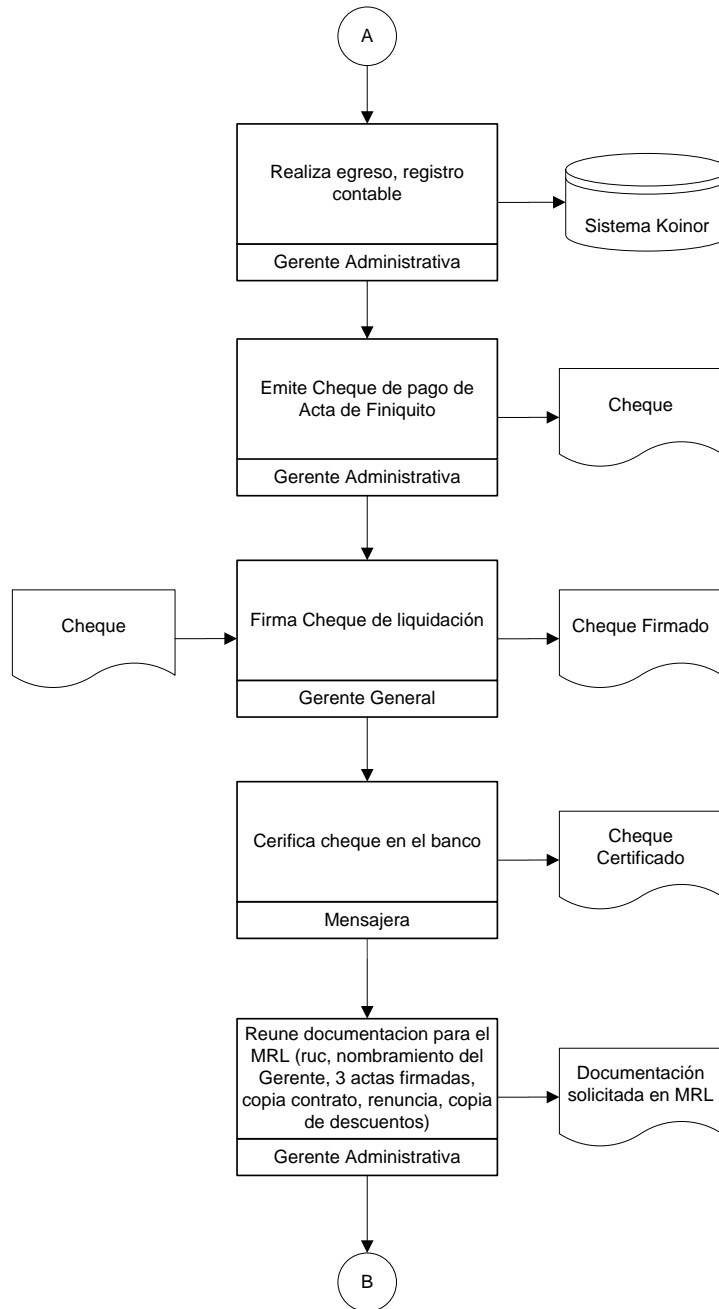 A
Realiza egreso, registro
contable
Gerente Administrativa
Sistema Koinor
Emite Cheque de pago de
Acta de Finiquito
Gerente Administrativa
Cheque
Cheque
Firma Cheque de liquidación
Gerente General
Cheque Firmado
Cerifica cheque en el banco
Mensajera
Cheque
Certificado
Reune documentacion para el
MRL (ruc, nombramiento del
Gerente, 3 actas firmadas,
copia contrato, renuncia, copia
de descuentos)
Gerente Administrativa
Documentación
solicitada en MRL
B